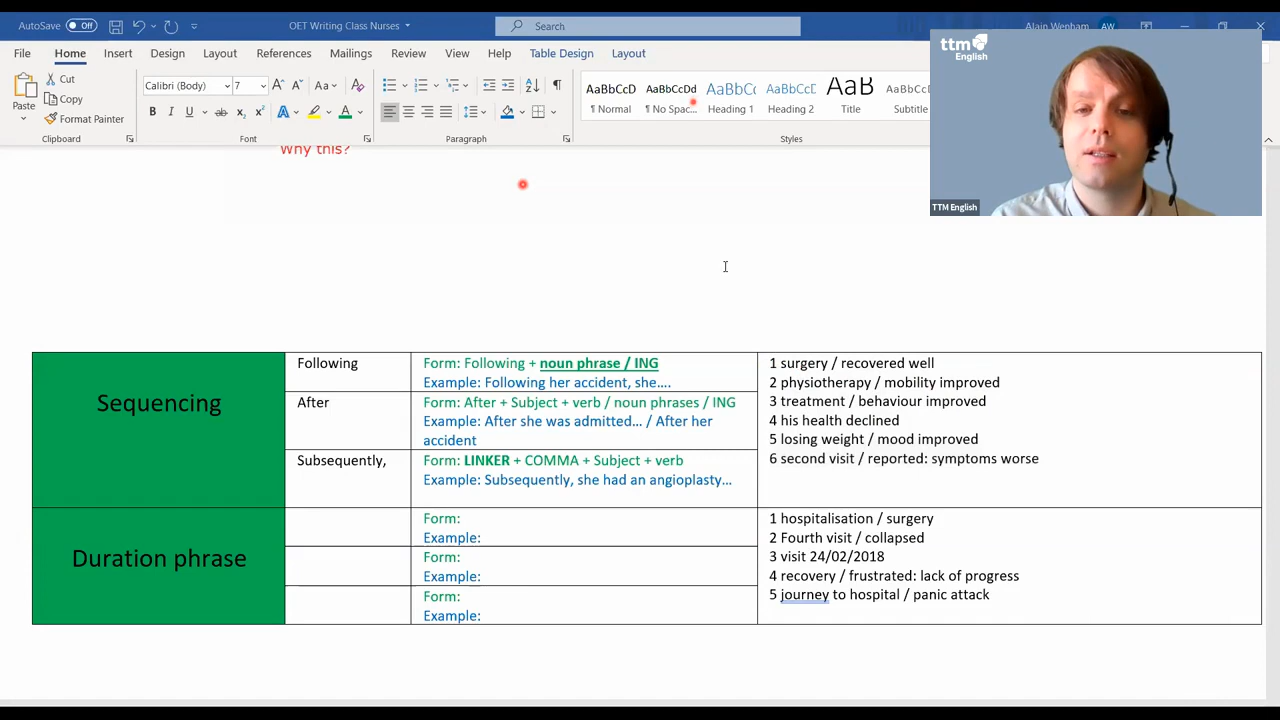 AutoSave Off OET Writing Class Nurses Search Alain Wenham AW
File Home Insert Design Layout References Mailings Review View Help Table Design Layout
Paste
Cut
Copy
Format Painter
Clipboard
Calibri (Body) 7
Font
Paragraph
AaBbCcD AaBbCcDd AaBbCc AaBbCcD AaB AaBbCcD
¶ Normal ¶ No Spac... Heading 1 Heading 2 Title Subtitle
Styles
ttm
English
TTM English
Why this?
Sequencing
Following
Form: Following + noun phrase / ING
Example: Following her accident, she….
After
Form: After + Subject + verb / noun phrases / ING
Example: After she was admitted… / After her
accident
Subsequently,
Form: LINKER + COMMA + Subject + verb
Example: Subsequently, she had an angioplasty…
1 surgery / recovered well
2 physiotherapy / mobility improved
3 treatment / behaviour improved
4 his health declined
5 losing weight / mood improved
6 second visit / reported: symptoms worse
Duration phrase
Form:
Example:
Form:
Example:
Form:
Example:
1 hospitalisation / surgery
2 Fourth visit / collapsed
3 visit 24/02/2018
4 recovery / frustrated: lack of progress
5 journey to hospital / panic attack